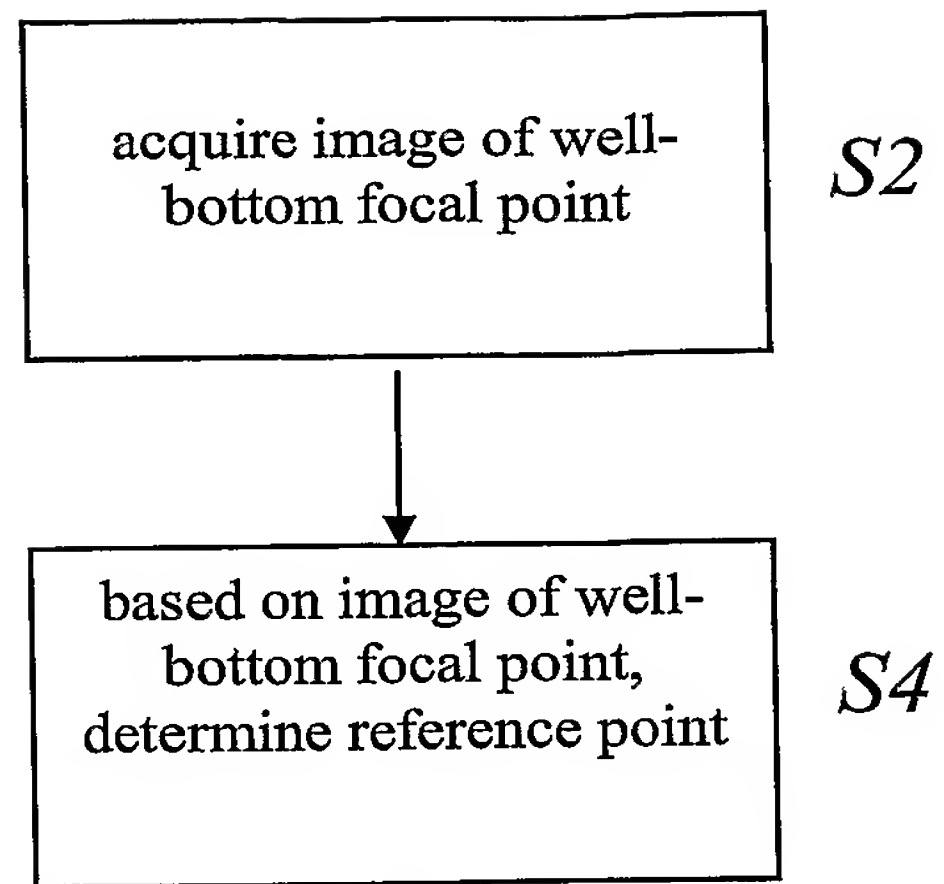 acquire image of well-
bottom focal point
S2
based on image of well-
bottom focal point,
determine reference point
S4